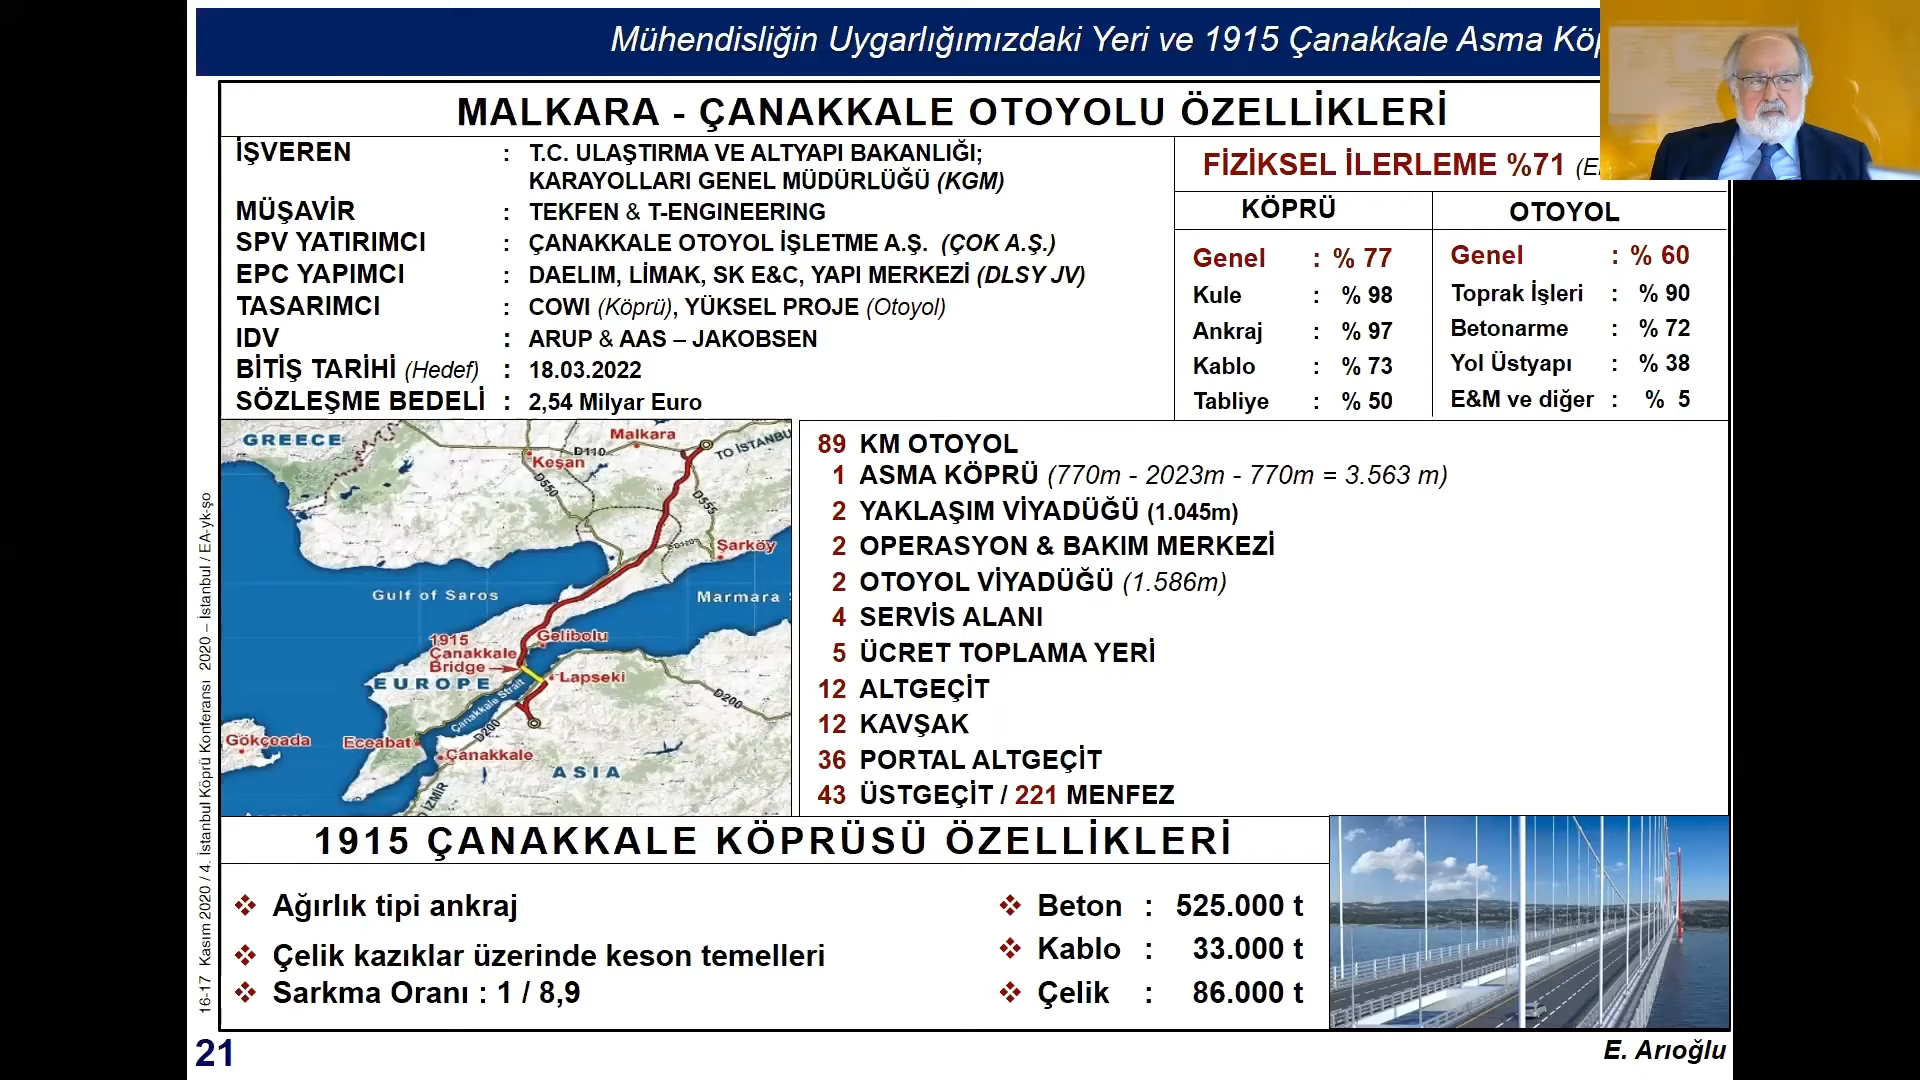 Mühendisliğin Uygarlığımızdaki Yeri ve 1915 Çanakkale Asma
MALKARA - ÇANAKKALE OTOYOLU ÖZELLİKLERİ
İŞVEREN : T.C. ULAŞTIRMA VE ALTYAPI BAKANLIĞI;
KARAYOLLARI GENEL MÜDÜRLÜĞÜ (KGM)
MÜŞAVİR : TEKFEN & T-ENGINEERING
SPV YATIRIMCI : ÇANAKKALE OTOYOL İŞLETME A.Ş. (ÇOK A.Ş.)
EPC YAPIMCI : DAELIM, LİMAK, SK E&C, YAPI MERKEZİ (DLSY JV)
TASARIMCI : COWI (Köprü), YÜKSEL PROJE (Otoyol)
IDV : ARUP & AAS – JAKOBSEN
BİTİŞ TARİHİ (Hedef) : 18.03.2022
SÖZLEŞME BEDELİ : 2,54 Milyar Euro
FİZİKSEL İLERLEME %71
KÖPRÜ
Genel : % 77
Kule : % 98
Ankraj : % 97
Kablo : % 73
Tabliye : % 50
OTOYOL
Genel : % 60
Toprak İşleri : % 90
Betonarme : % 72
Yol Üstyapı : % 38
E&M ve diğer : % 5
GREECE
Malkara
TO İSTANBUL
D110
Keşan
D550
D555
Şarköy
Gulf of Saros
Marmara
1915
Çanakkale
Bridge
Gelibolu
EUROPE
Lapseki
Çanakkale Strait
D200
D200
Gökçeada
Eceabat
Çanakkale
ASIA
İZMİR
89 KM OTOYOL
1 ASMA KÖPRÜ (770m - 2023m - 770m = 3.563 m)
2 YAKLAŞIM VİYADÜĞÜ (1.045m)
2 OPERASYON & BAKIM MERKEZİ
2 OTOYOL VİYADÜĞÜ (1.586m)
4 SERVİS ALANI
5 ÜCRET TOPLAMA YERİ
12 ALTGEÇİT
12 KAVŞAK
36 PORTAL ALTGEÇİT
43 ÜSTGEÇİT / 221 MENFEZ
1915 ÇANAKKALE KÖPRÜSÜ ÖZELLİKLERİ
❖ Ağırlık tipi ankraj
❖ Çelik kazıklar üzerinde keson temelleri
❖ Sarkma Oranı : 1 / 8,9
❖ Beton : 525.000 t
❖ Kablo : 33.000 t
❖ Çelik : 86.000 t
16-17 Kasım 2020 / 4. İstanbul Köprü Konferansı 2020 – İstanbul / EA-yk-şo
21
E. Arıoğlu